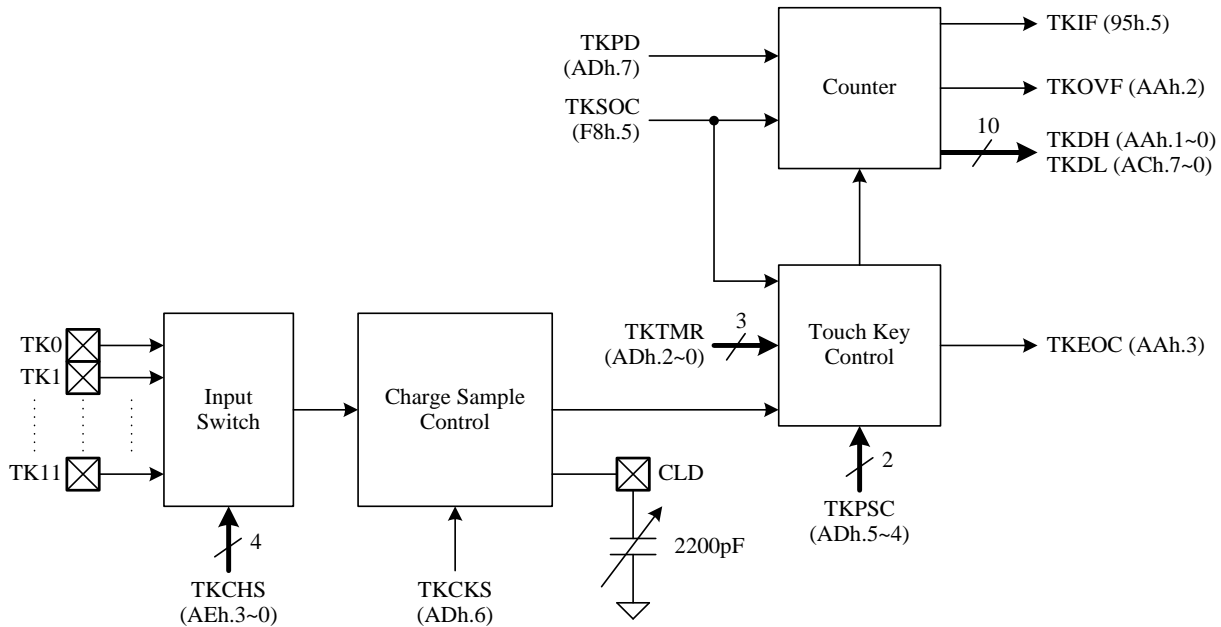 TKPD
(ADh.7)
TKSOC
(F8h.5)
Counter
TKIF (95h.5)
TKOVF (AAh.2)
10
TKDH (AAh.1~0)
TKDL (ACh.7~0)
TK0
TK1
TK11
Input
Switch
4
TKCHS
(AEh.3~0)
Charge Sample
Control
TKCKS
(ADh.6)
CLD
2200pF
TKTMR
(ADh.2~0)
3
Touch Key
Control
2
TKPSC
(ADh.5~4)
TKEOC (AAh.3)